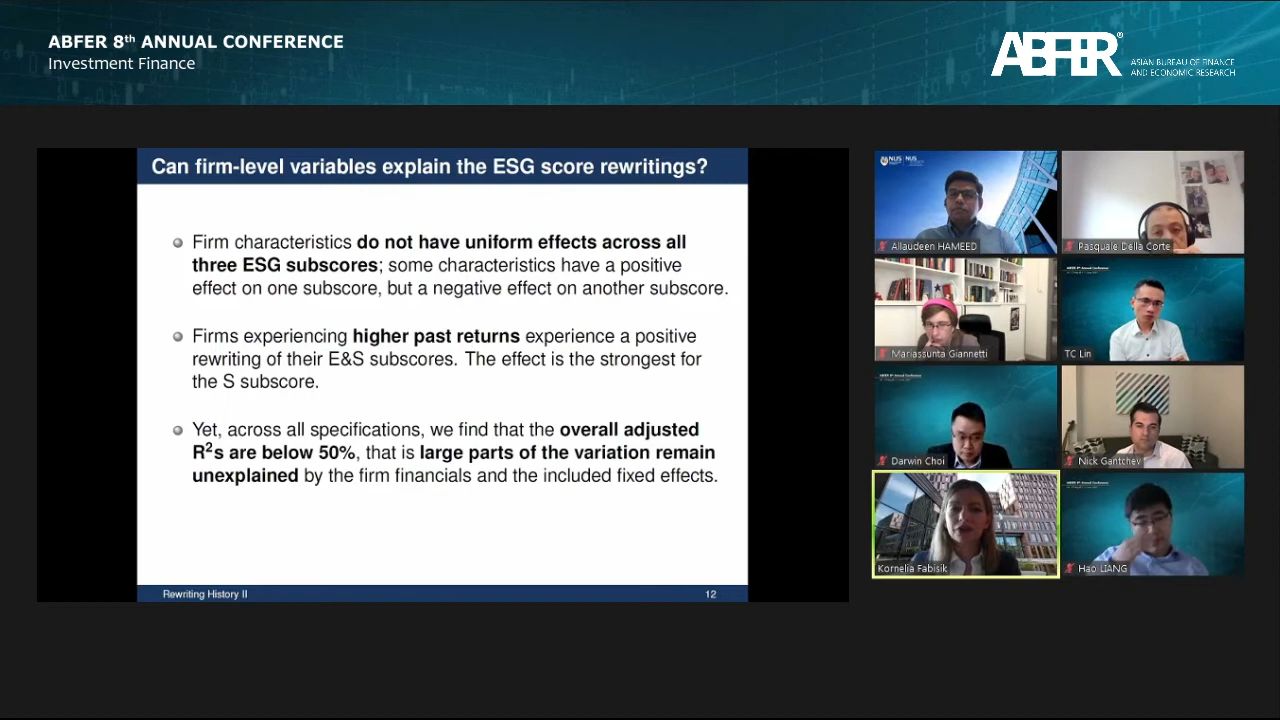 ABFER 8th ANNUAL CONFERENCE
Investment Finance
ABFER®
ASIAN BUREAU OF FINANCE
AND ECONOMIC RESEARCH
Can firm-level variables explain the ESG score rewritings?
Firm characteristics do not have uniform effects across all
three ESG subscores; some characteristics have a positive
effect on one subscore, but a negative effect on another subscore.
Firms experiencing higher past returns experience a positive
rewriting of their E&S subscores. The effect is the strongest for
the S subscore.
Yet, across all specifications, we find that the overall adjusted
R²s are below 50%, that is large parts of the variation remain
unexplained by the firm financials and the included fixed effects.
Rewriting History II
12
NUS
NUS
Allaudeen HAMEED
Pasquale Della Corte
Mariassunta Giannetti
TC Lin
Darwin Choi
Nick Gantchev
Kornelia Fabisik
Hao LIANG